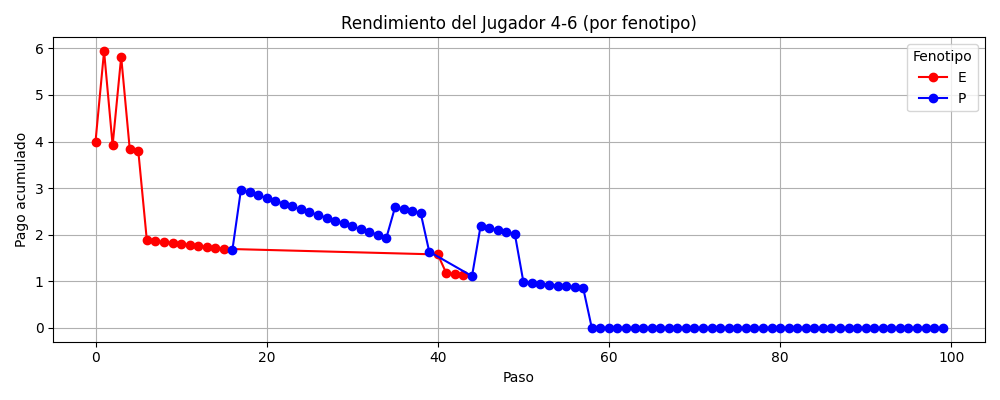 Rendimiento del Jugador 4-6 (por fenotipo)
Pago acumulado
6
5
4
3
2
1
0
Fenotipo
E
P
0 20 40 60 80 100
Paso